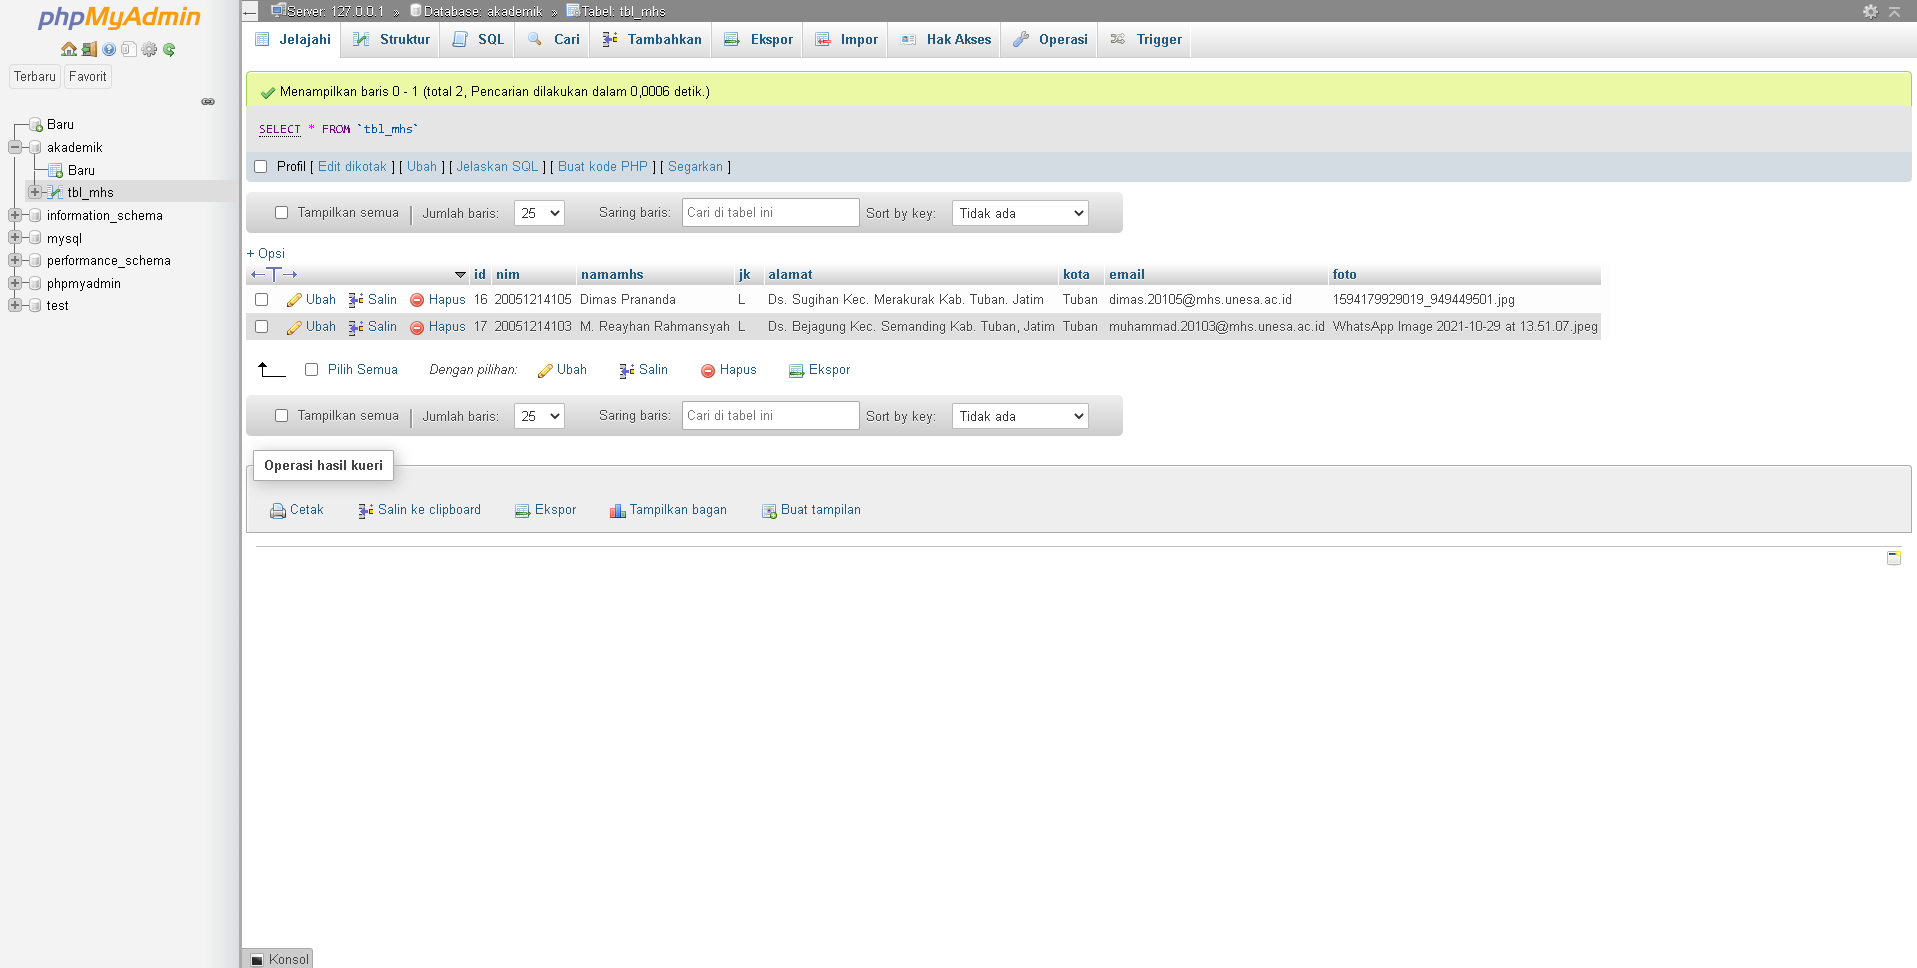 phpMyAdmin
Terbaru Favorit
Baru
akademik
Baru
tbl_mhs
information_schema
mysql
performance_schema
phpmyadmin
test
Server: 127.0.0.1 » Database: akademik » Tabel: tbl_mhs
Jelajahi Struktur SQL Cari Tambahkan Ekspor Impor Hak Akses Operasi Trigger
Menampilkan baris 0 - 1 (total 2, Pencarian dilakukan dalam 0,0006 detik.)
SELECT * FROM `tbl_mhs`
Profil [ Edit dikotak ] [ Ubah ] [ Jelaskan SQL ] [ Buat kode PHP ] [ Segarkan ]
Tampilkan semua | Jumlah baris: 25 Saring baris: Cari di tabel ini Sort by key: Tidak ada
+ Opsi
←T→ id nim namamhs jk alamat kota email foto
Ubah Salin Hapus 16 20051214105 Dimas Prananda L Ds. Sugihan Kec. Merakurak Kab. Tuban. Jatim Tuban dimas.20105@mhs.unesa.ac.id 1594179929019_949449501.jpg
Ubah Salin Hapus 17 20051214103 M. Reayhan Rahmansyah L Ds. Bejagung Kec. Semanding Kab. Tuban, Jatim Tuban muhammad.20103@mhs.unesa.ac.id WhatsApp Image 2021-10-29 at 13.51.07.jpeg
Pilih Semua Dengan pilihan: Ubah Salin Hapus Ekspor
Tampilkan semua | Jumlah baris: 25 Saring baris: Cari di tabel ini Sort by key: Tidak ada
Operasi hasil kueri
Cetak Salin ke clipboard Ekspor Tampilkan bagan Buat tampilan
Konsol